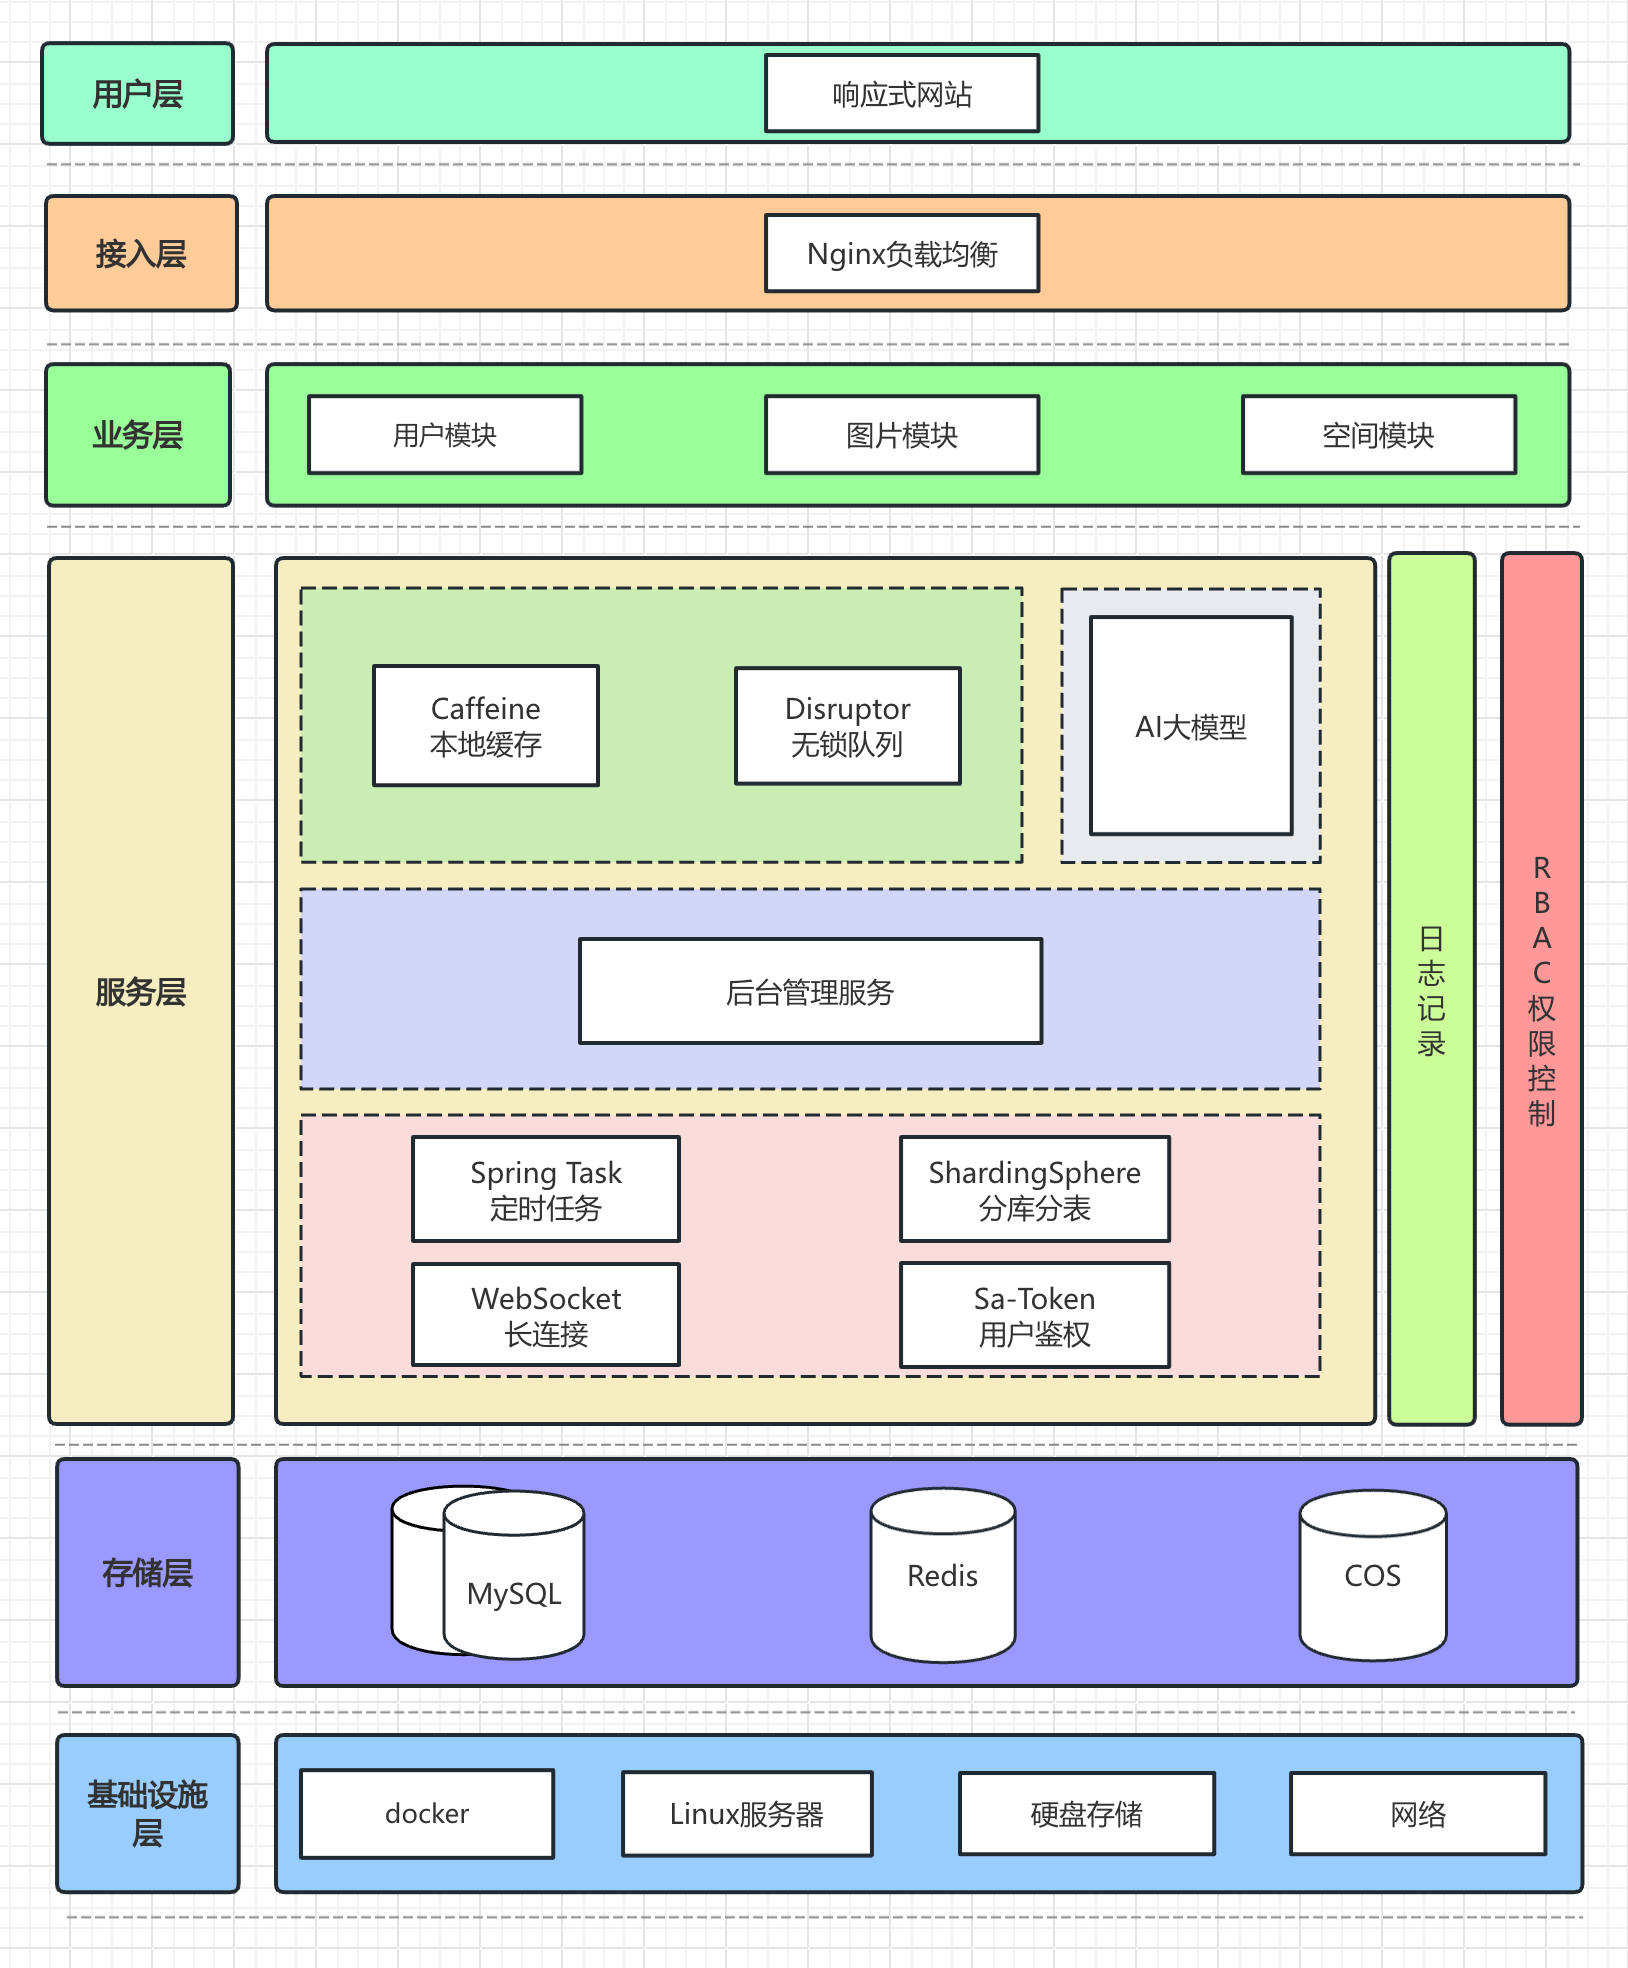 用户层
响应式网站
接入层
Nginx负载均衡
业务层
用户模块
图片模块
空间模块
服务层
Caffeine
本地缓存
Disruptor
无锁队列
AI大模型
后台管理服务
Spring Task
定时任务
ShardingSphere
分库分表
WebSocket
长连接
Sa-Token
用户鉴权
日
志
记
录
R
B
A
C
权
限
控
制
存储层
MySQL
Redis
COS
基础设施
层
docker
Linux服务器
硬盘存储
网络